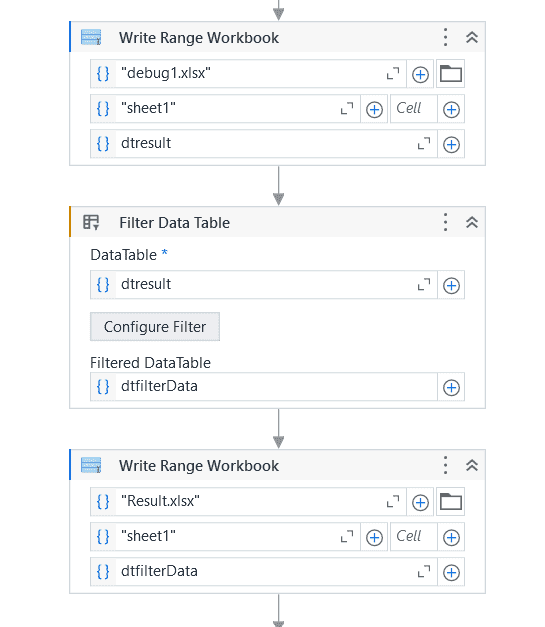 Write Range Workbook
"debug1.xlsx"
"sheet1" Cell
dtresult
Filter Data Table
DataTable *
dtresult
Configure Filter
Filtered DataTable
dtfilterData
Write Range Workbook
"Result.xlsx"
"sheet1" Cell
dtfilterData